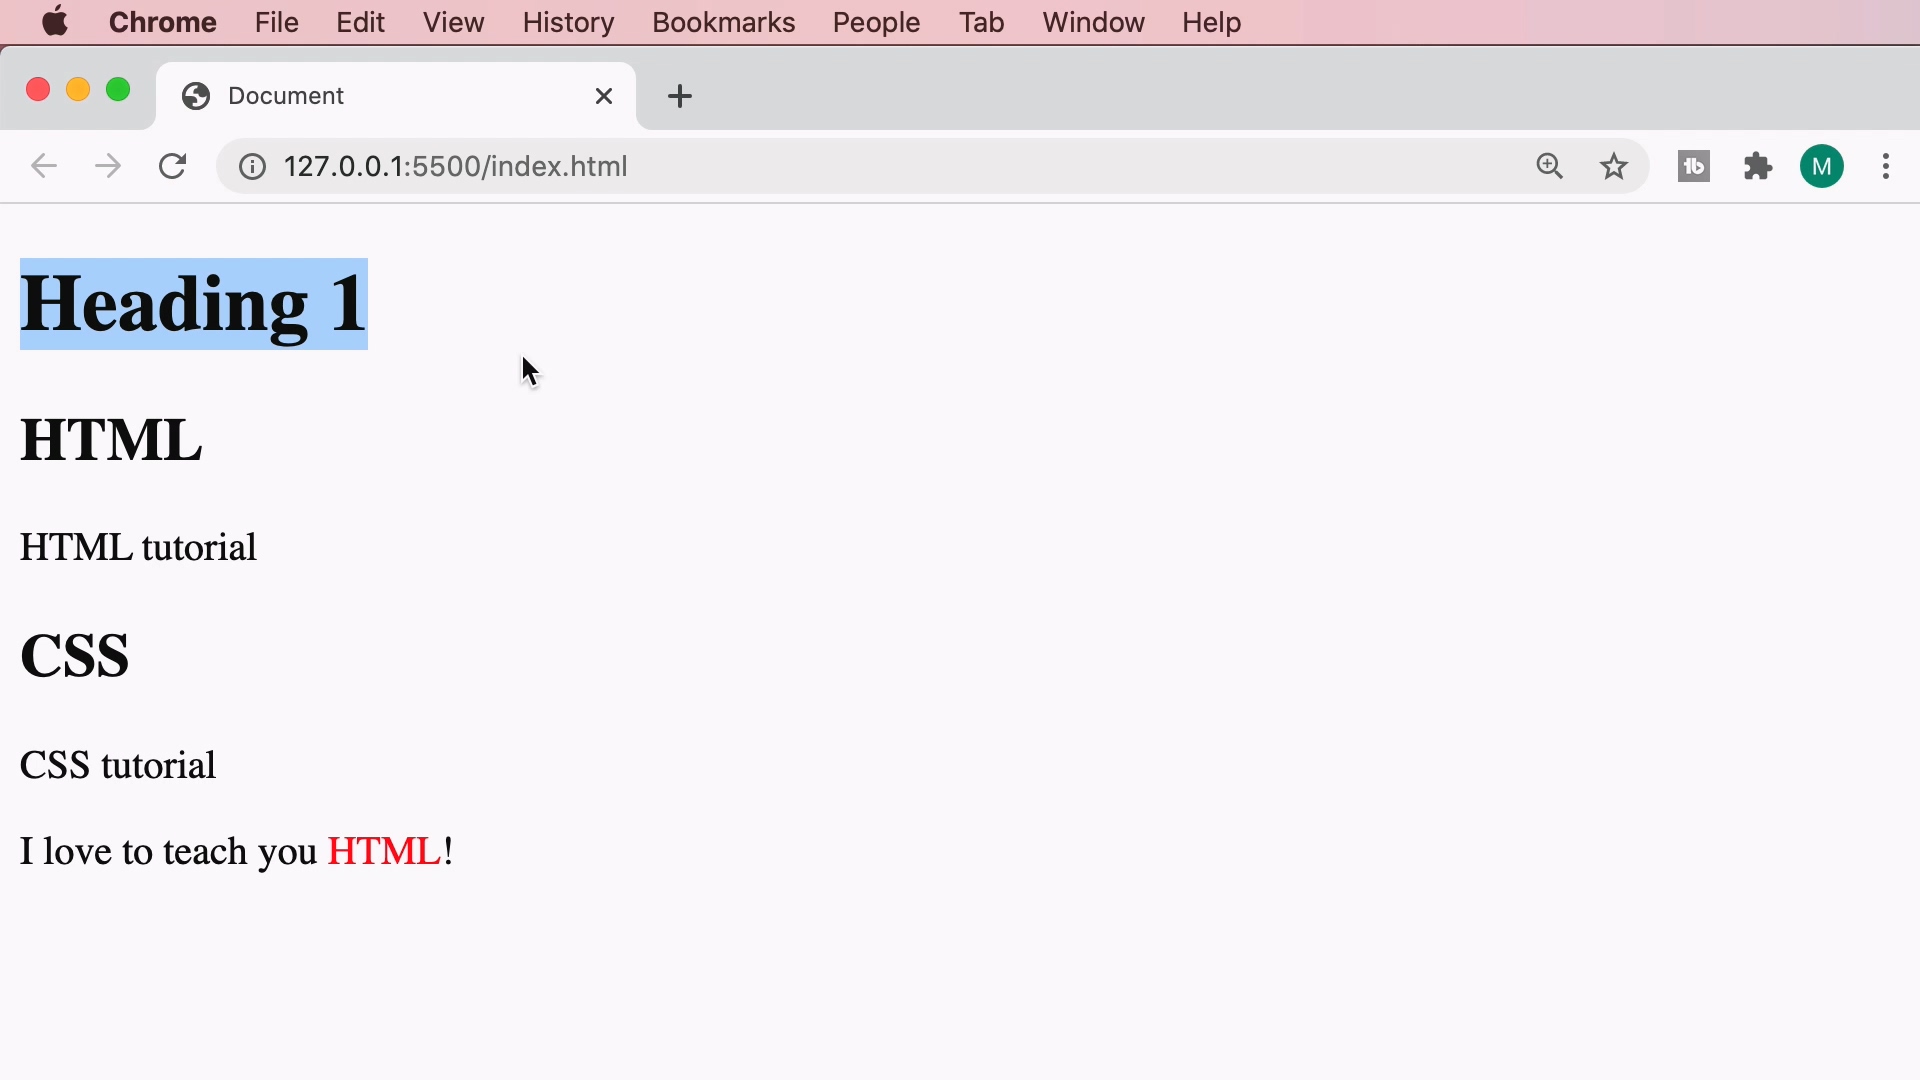 Chrome File Edit View History Bookmarks People Tab Window Help
Document
127.0.0.1:5500/index.html
M
Heading 1
HTML
HTML tutorial
CSS
CSS tutorial
I love to teach you HTML!